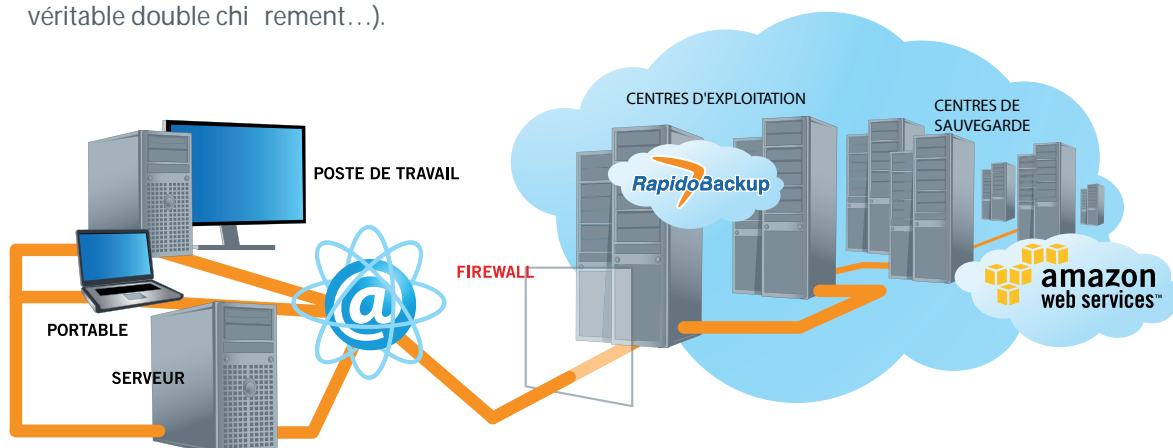 véritable double chi rement…).
CENTRES D'EXPLOITATION
CENTRES DE
SAUVEGARDE
POSTE DE TRAVAIL
RapidoBackup
FIREWALL
@
amazon
web services™
PORTABLE
SERVEUR